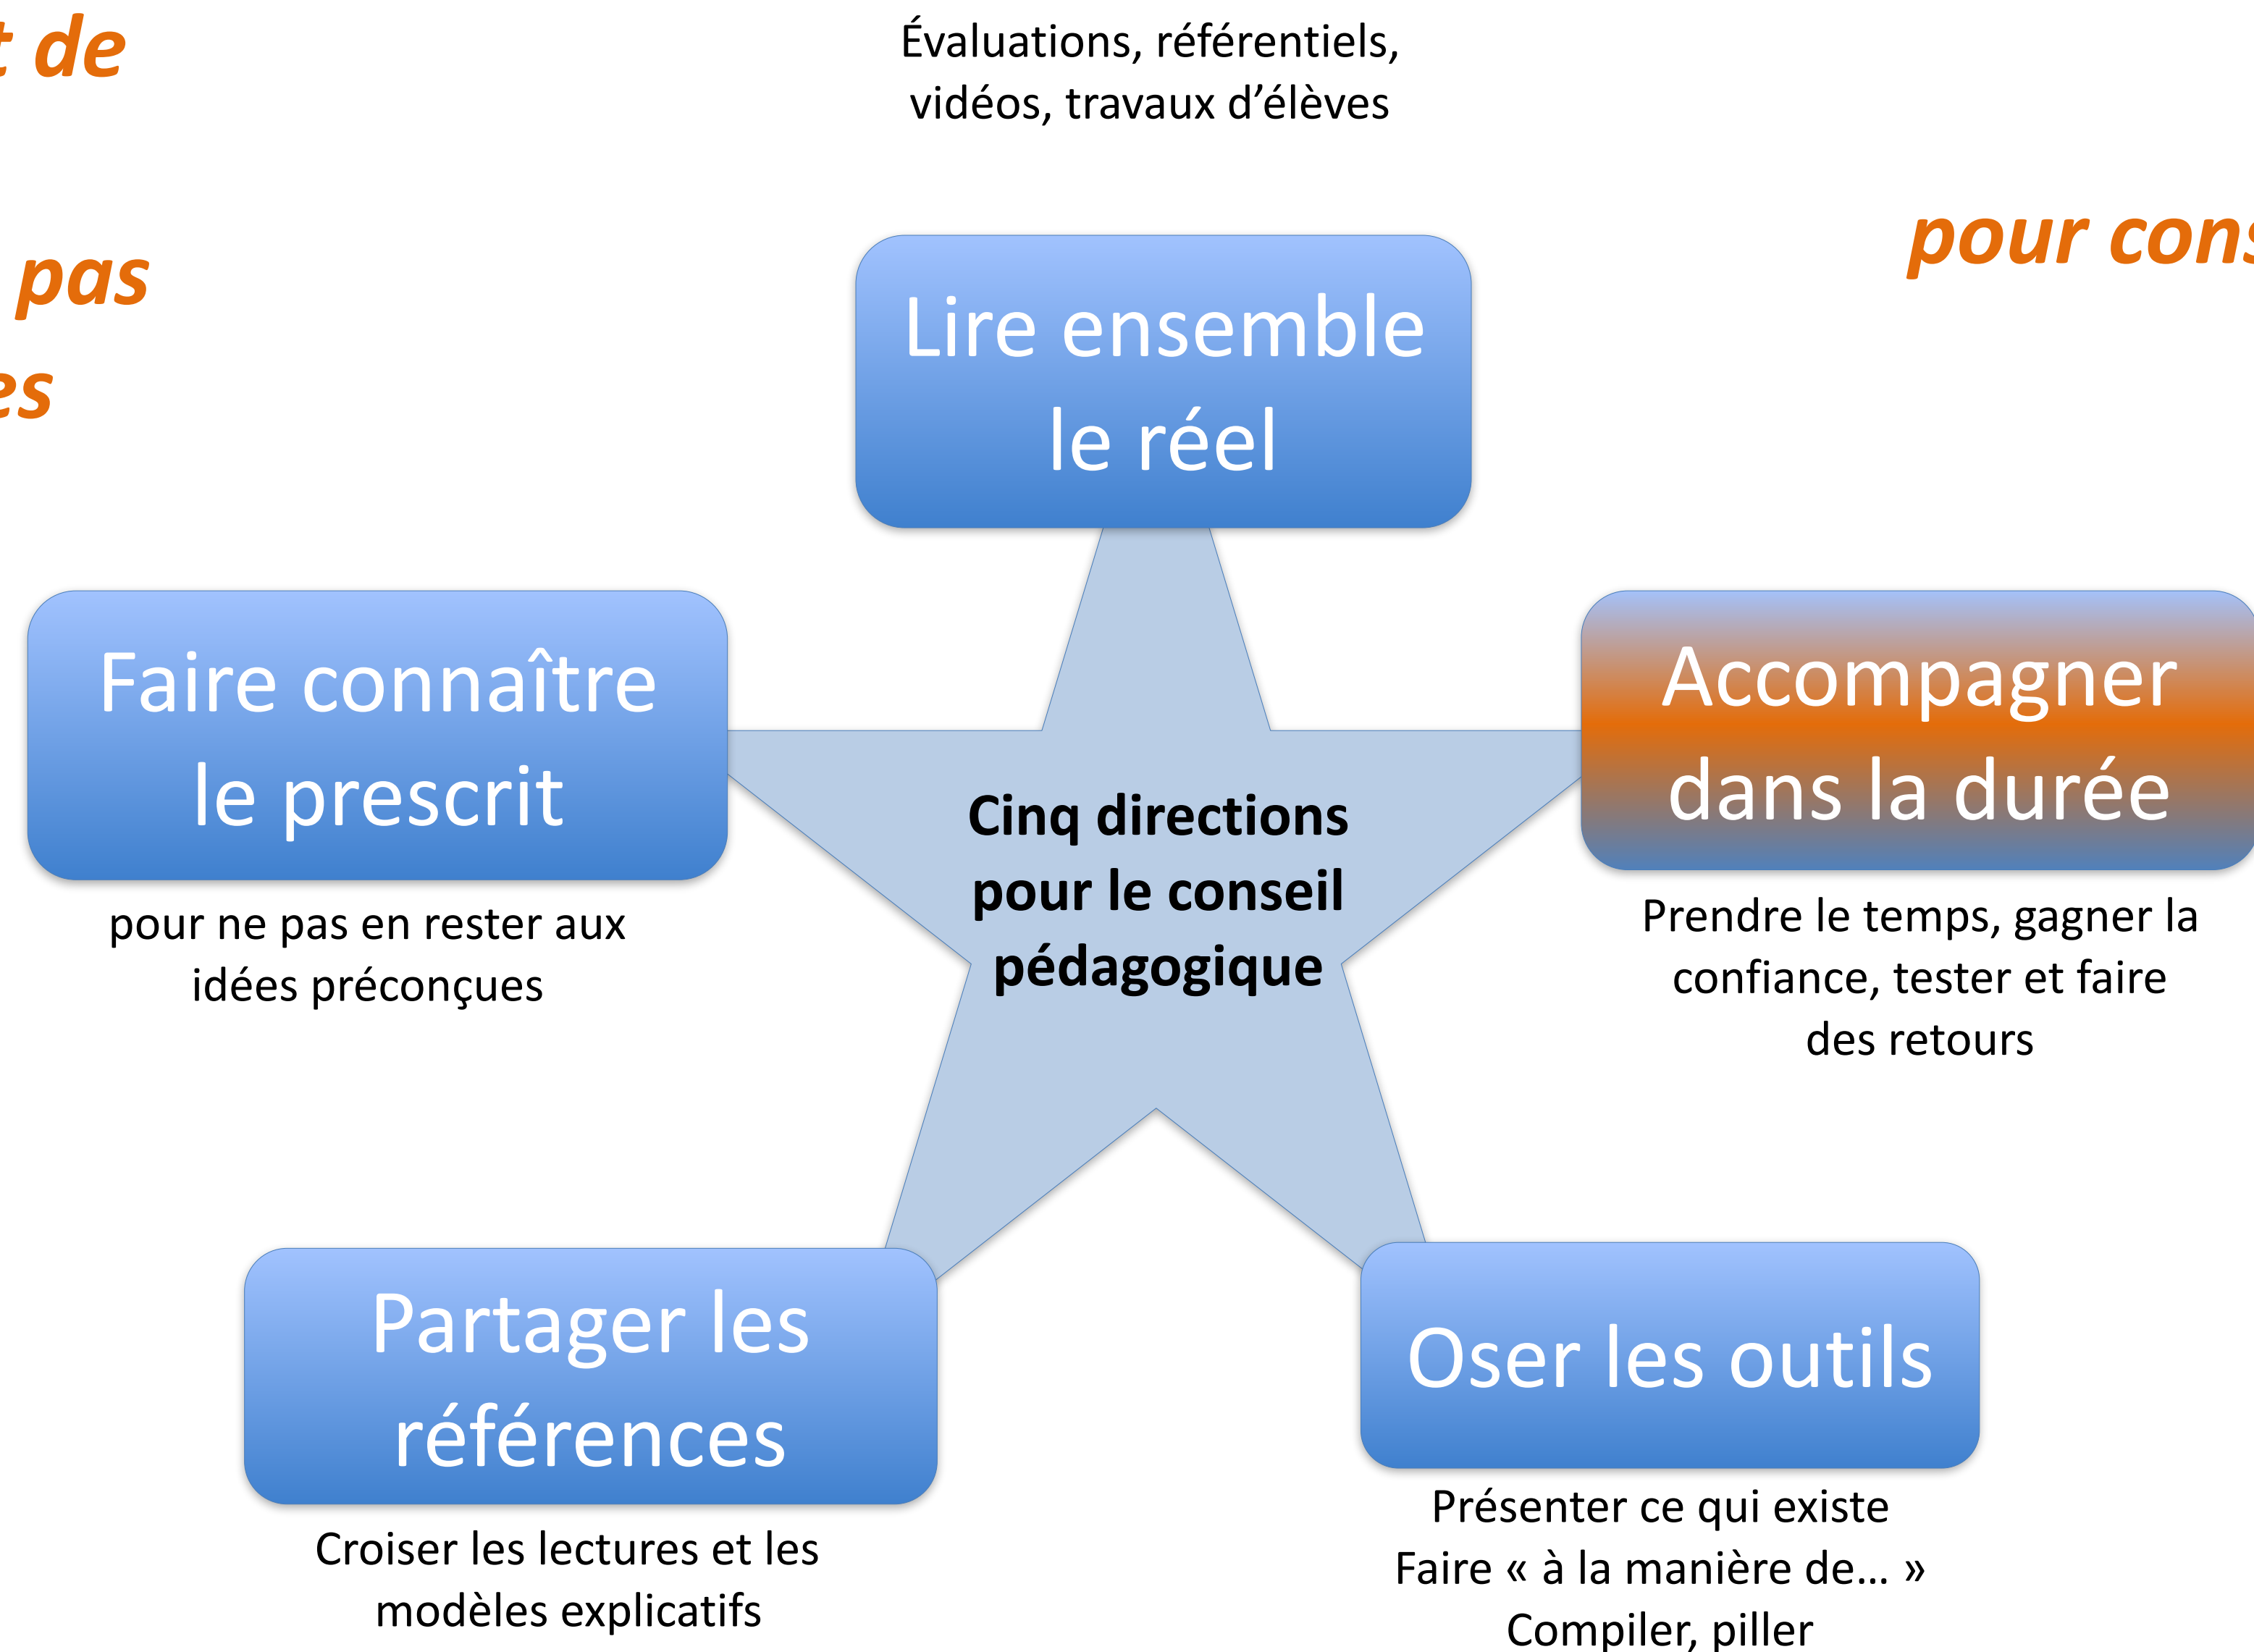 de
Évaluations, référentiels,
vidéos, travaux d’élèves
pas
pour
Lire ensemble
le réel
Faire connaître
le prescrit
pour ne pas en rester aux
idées préconçues
Accompagner
dans la durée
Prendre le temps, gagner la
confiance, tester et faire
des retours
Cinq directions
pour le conseil
pédagogique
Partager les
références
Croiser les lectures et les
modèles explicatifs
Oser les outils
Présenter ce qui existe
Faire « à la manière de... »
Compiler, piller